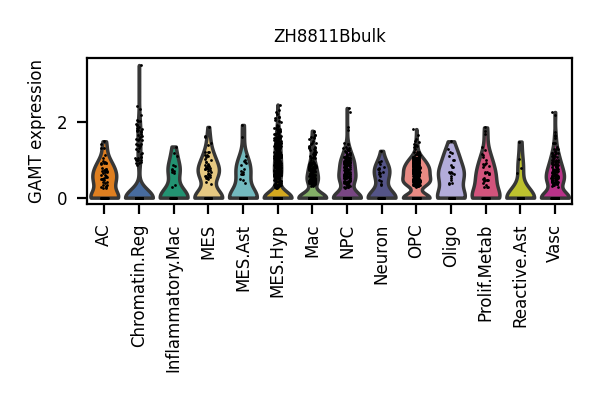 ZH8811Bbulk
GAMT expression
2
0
AC
Chromatin.Reg
Inflammatory.Mac
MES
MES.Ast
MES.Hyp
Mac
NPC
Neuron
OPC
Oligo
Prolif.Metab
Reactive.Ast
Vasc